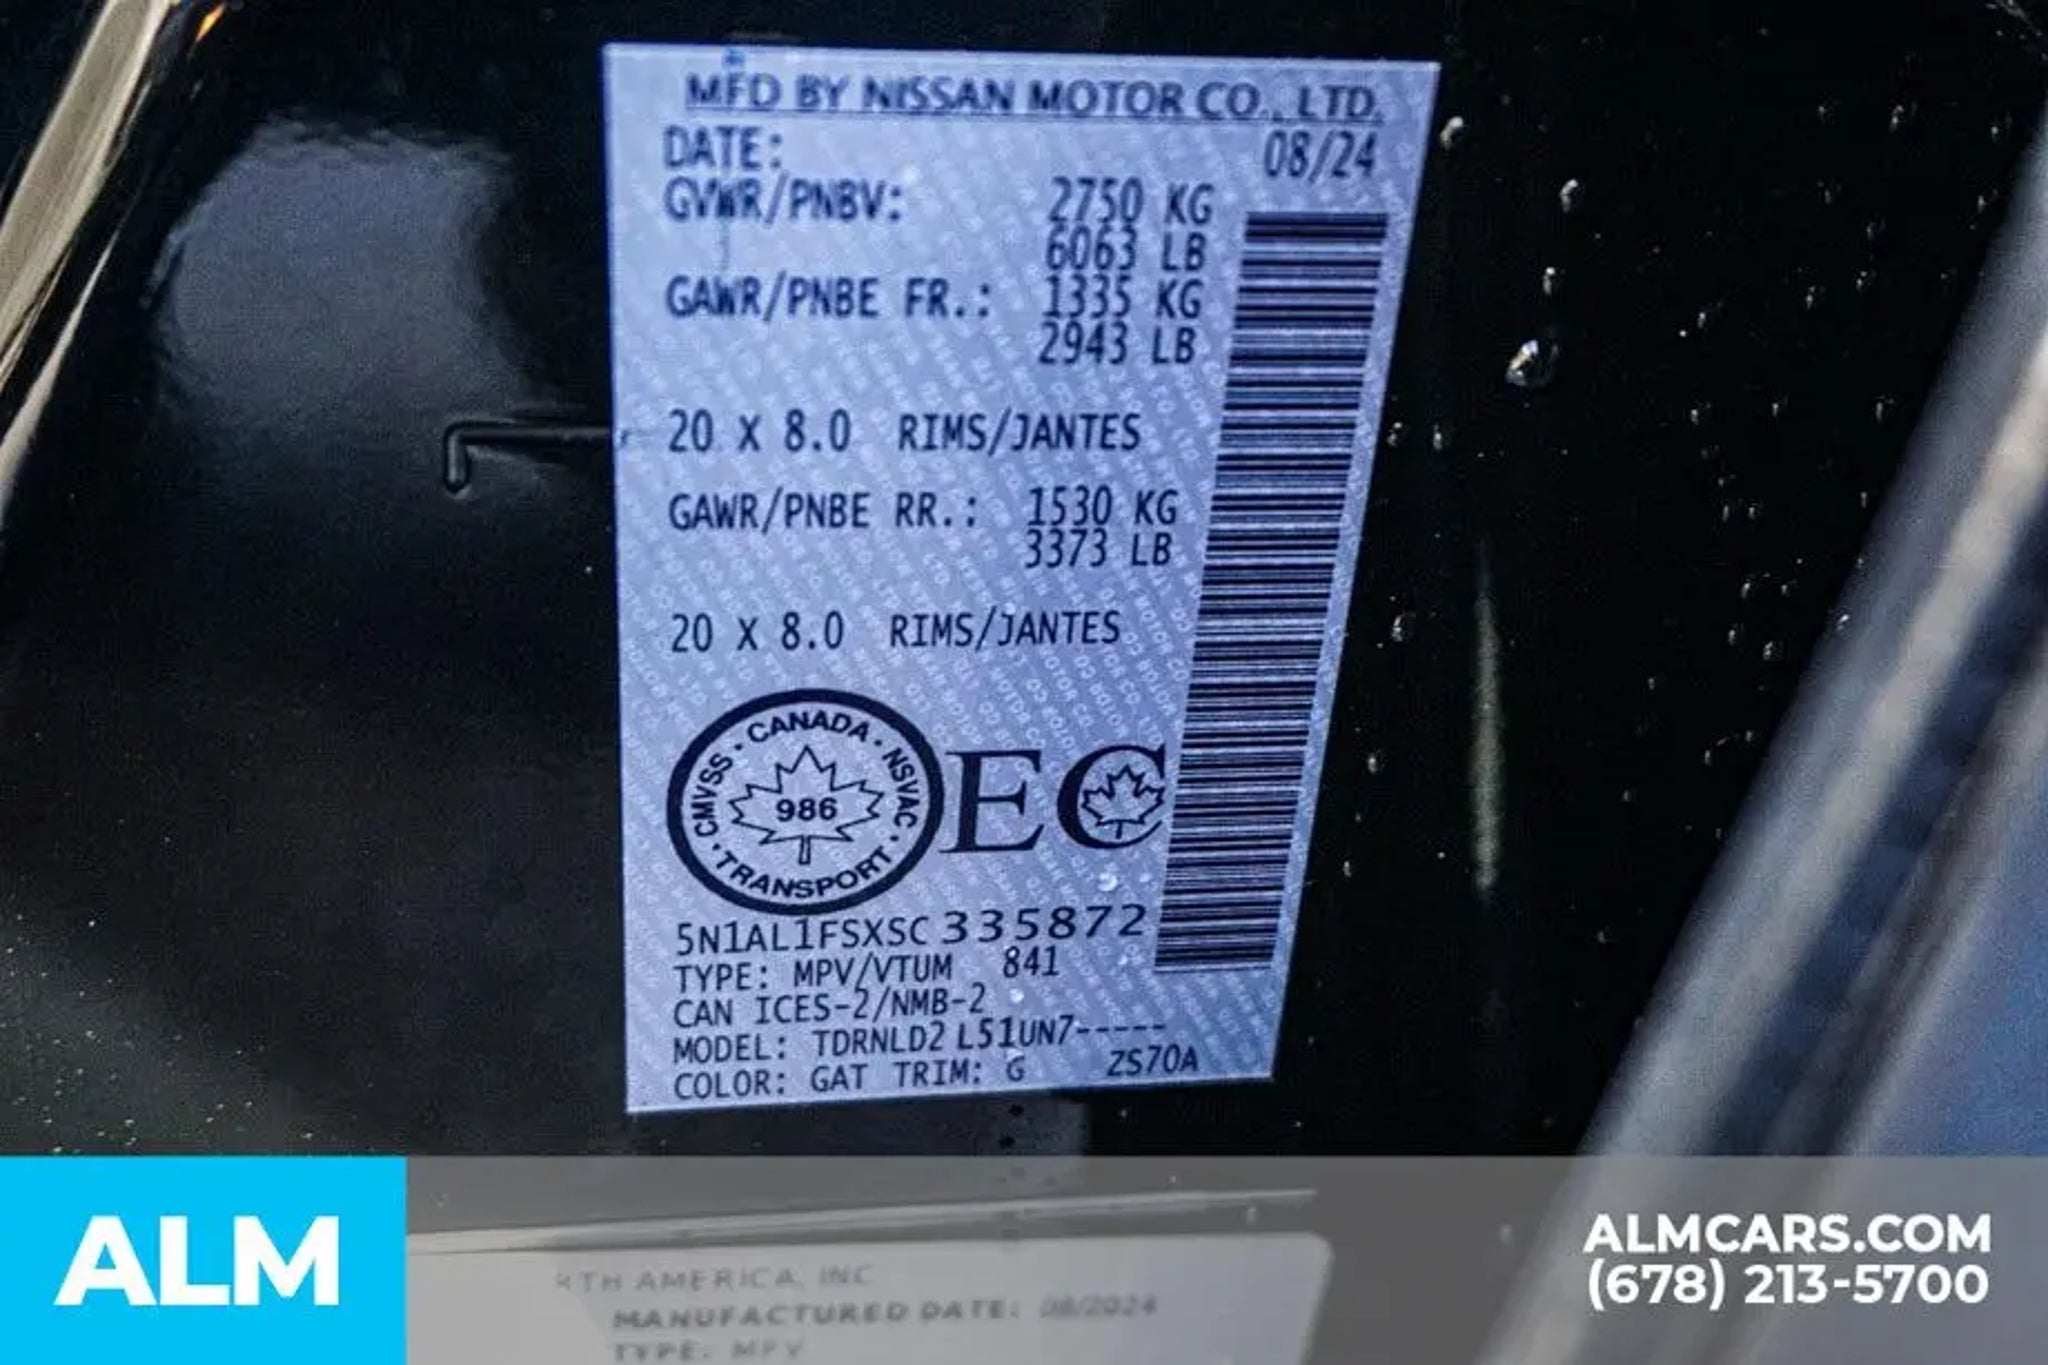 MFD BY NISSAN MOTOR CO., LTD.
DATE: 08/24
GVWR/PNBV: 2750 KG
6063 LB
GAWR/PNBE FR.: 1335 KG
2943 LB
20 X 8.0 RIMS/JANTES
GAWR/PNBE RR.: 1530 KG
3373 LB
20 X 8.0 RIMS/JANTES
CANADA · NSVAC · TRANSPORT · CMVSS ·
986
EC
5N1AL1FSXSC335872
TYPE: MPV/VTUM 841
CAN ICES-2/NMB-2
MODEL: TDRNLD2 L51UN7-----
COLOR: GAT TRIM: G ZS70A
RTH AMERICA, INC
MANUFACTURED DATE: 08/2024
TYPE: MPV
ALM
ALMCARS.COM
(678) 213-5700